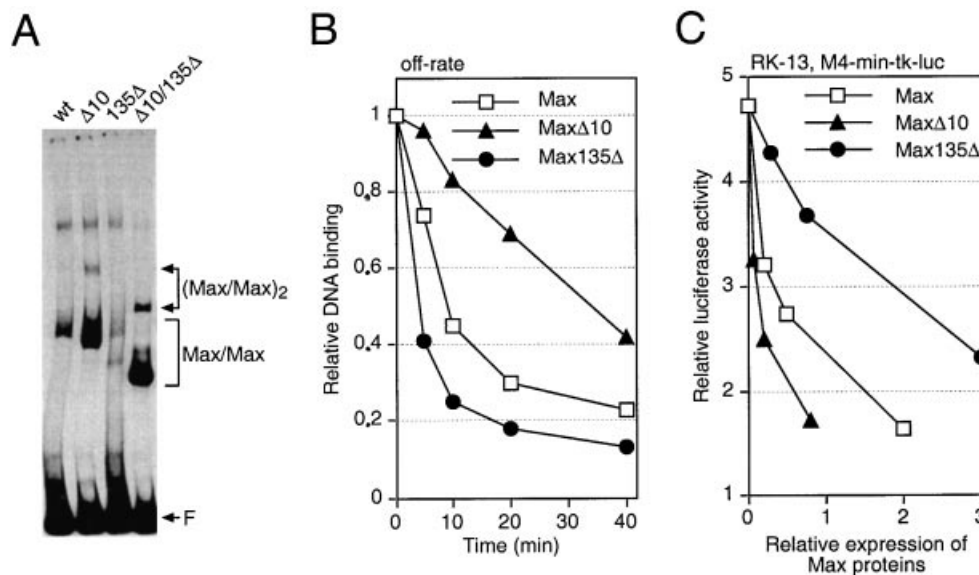 A
wt Δ10 135Δ Δ10/135Δ
(Max/Max)2
Max/Max
F
B
off-rate
Max
MaxΔ10
Max135Δ
Relative DNA binding
1
0,8
0,6
0,4
0,2
0
0 10 20 30 40
Time (min)
C
RK-13, M4-min-tk-luc
Max
MaxΔ10
Max135Δ
Relative luciferase activity
5
4
3
2
1
0 1 2 3
Relative expression of
Max proteins